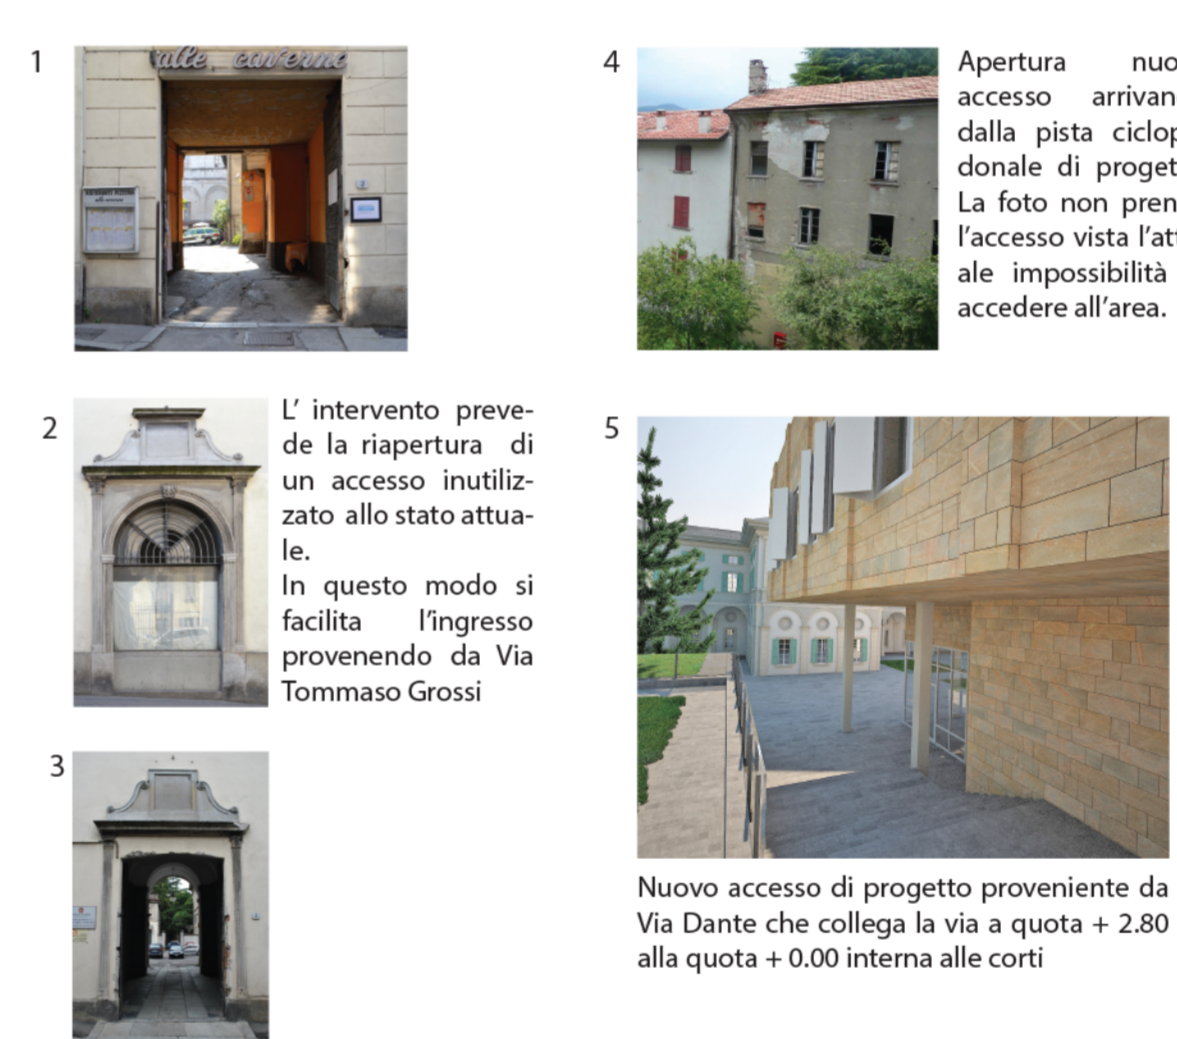 1
alle caverne
2
L' intervento preve-
de la riapertura di
un accesso inutiliz-
zato allo stato attua-
le.
In questo modo si
facilita l'ingresso
provenendo da Via
Tommaso Grossi
3
4
Apertura nuo
accesso arrivan
dalla pista ciclop
donale di proget
La foto non pren
l'accesso vista l'at
ale impossibilità
accedere all'area.
5
Nuovo accesso di progetto proveniente da
Via Dante che collega la via a quota + 2.80
alla quota + 0.00 interna alle corti